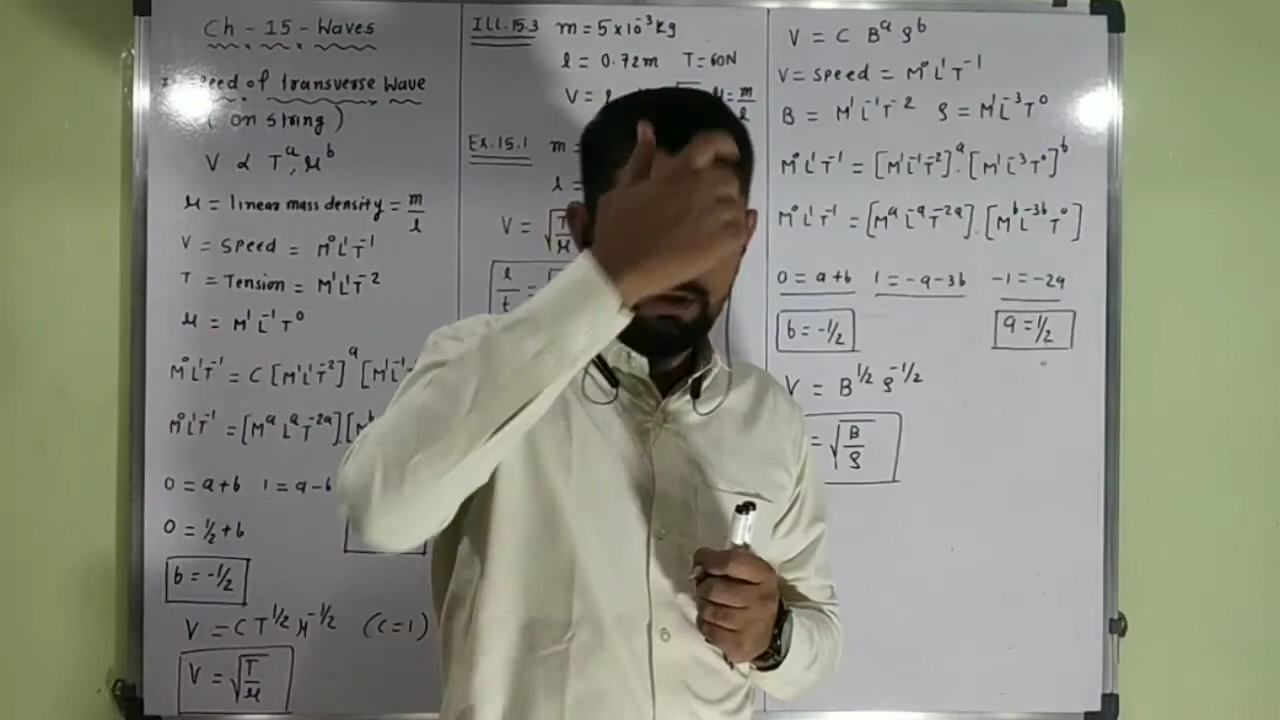 Ch - 15 - Waves
Speed of transverse Wave
( on string )
V ∝ T^a, μ^b
μ = linear mass density = m/l
V = Speed = M⁰L¹T⁻¹
T = Tension = M¹L¹T⁻²
μ = M¹L⁻¹T⁰
M⁰L¹T⁻¹ = C [M¹L¹T⁻²]^a [M¹L⁻¹
M⁰L¹T⁻¹ = [M^a L^a T^-2a] [M^b
0 = a+b 1 = a-b
0 = ½+b
b = -½
V = C T^1/2 μ^-1/2 (C=1)
V = √T/μ
Ill. 15.3 m = 5×10⁻³kg
l = 0.72m T = 60N
V = μ = m/l
Ex. 15.1 m =
l =
V = √T/μ
l/t =
V = C B^a ρ^b
V = speed = M⁰L¹T⁻¹
B = M¹L⁻¹T⁻² ρ = M¹L⁻³T⁰
M⁰L¹T⁻¹ = [M¹L⁻¹T⁻²]^a . [M¹L⁻³T⁰]^b
M⁰L¹T⁻¹ = [M^a L^-a T^-2a] . [M^b L^-3b T⁰]
0 = a+b 1 = -a-3b -1 = -2a
b = -1/2 a = 1/2
V = B^1/2 ρ^-1/2
= √B/ρ